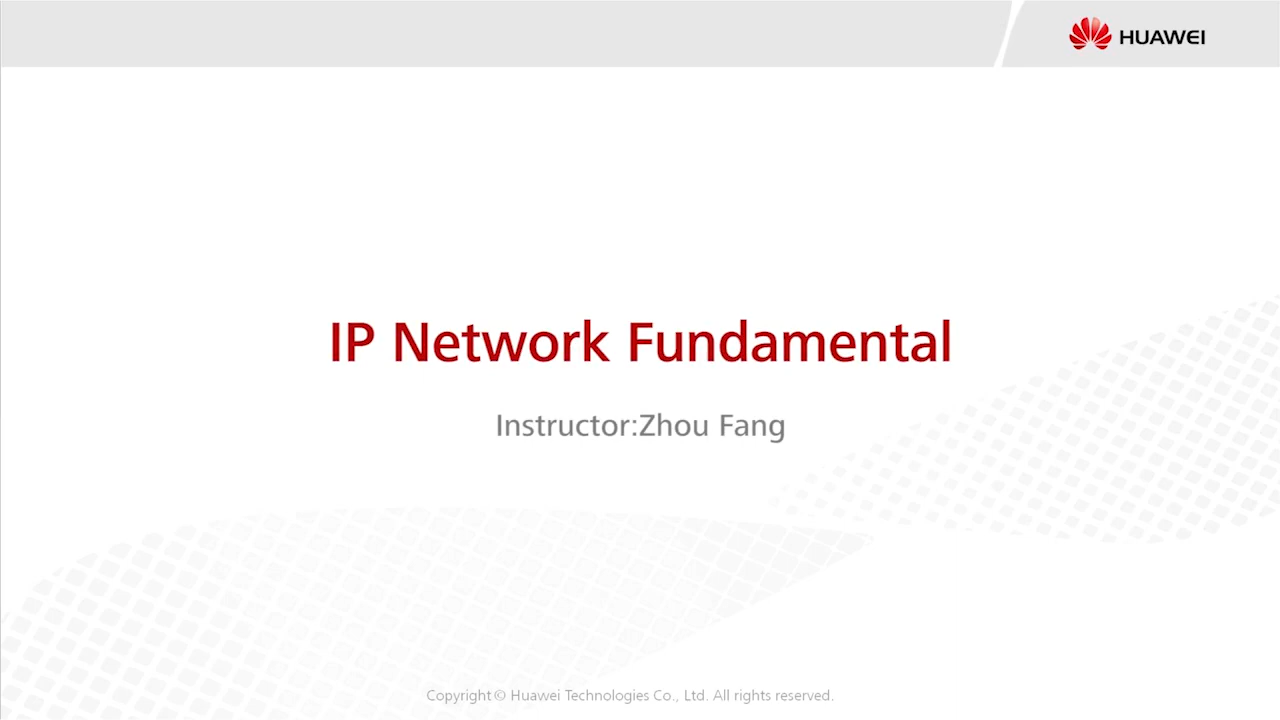 HUAWEI
IP Network Fundamental
Instructor:Zhou Fang
Copyright © Huawei Technologies Co., Ltd. All rights reserved.